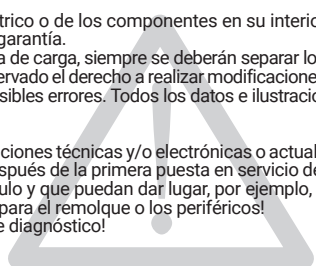 trico o de los componentes en su interior
garantía.
a de carga, siempre se deberán separar lo
ervado el derecho a realizar modificacione
sibles errores. Todos los datos e ilustracio
ciones técnicas y/o electrónicas o actual
spués de la primera puesta en servicio de
ulo y que puedan dar lugar, por ejemplo,
para el remolque o los periféricos!
e diagnóstico!